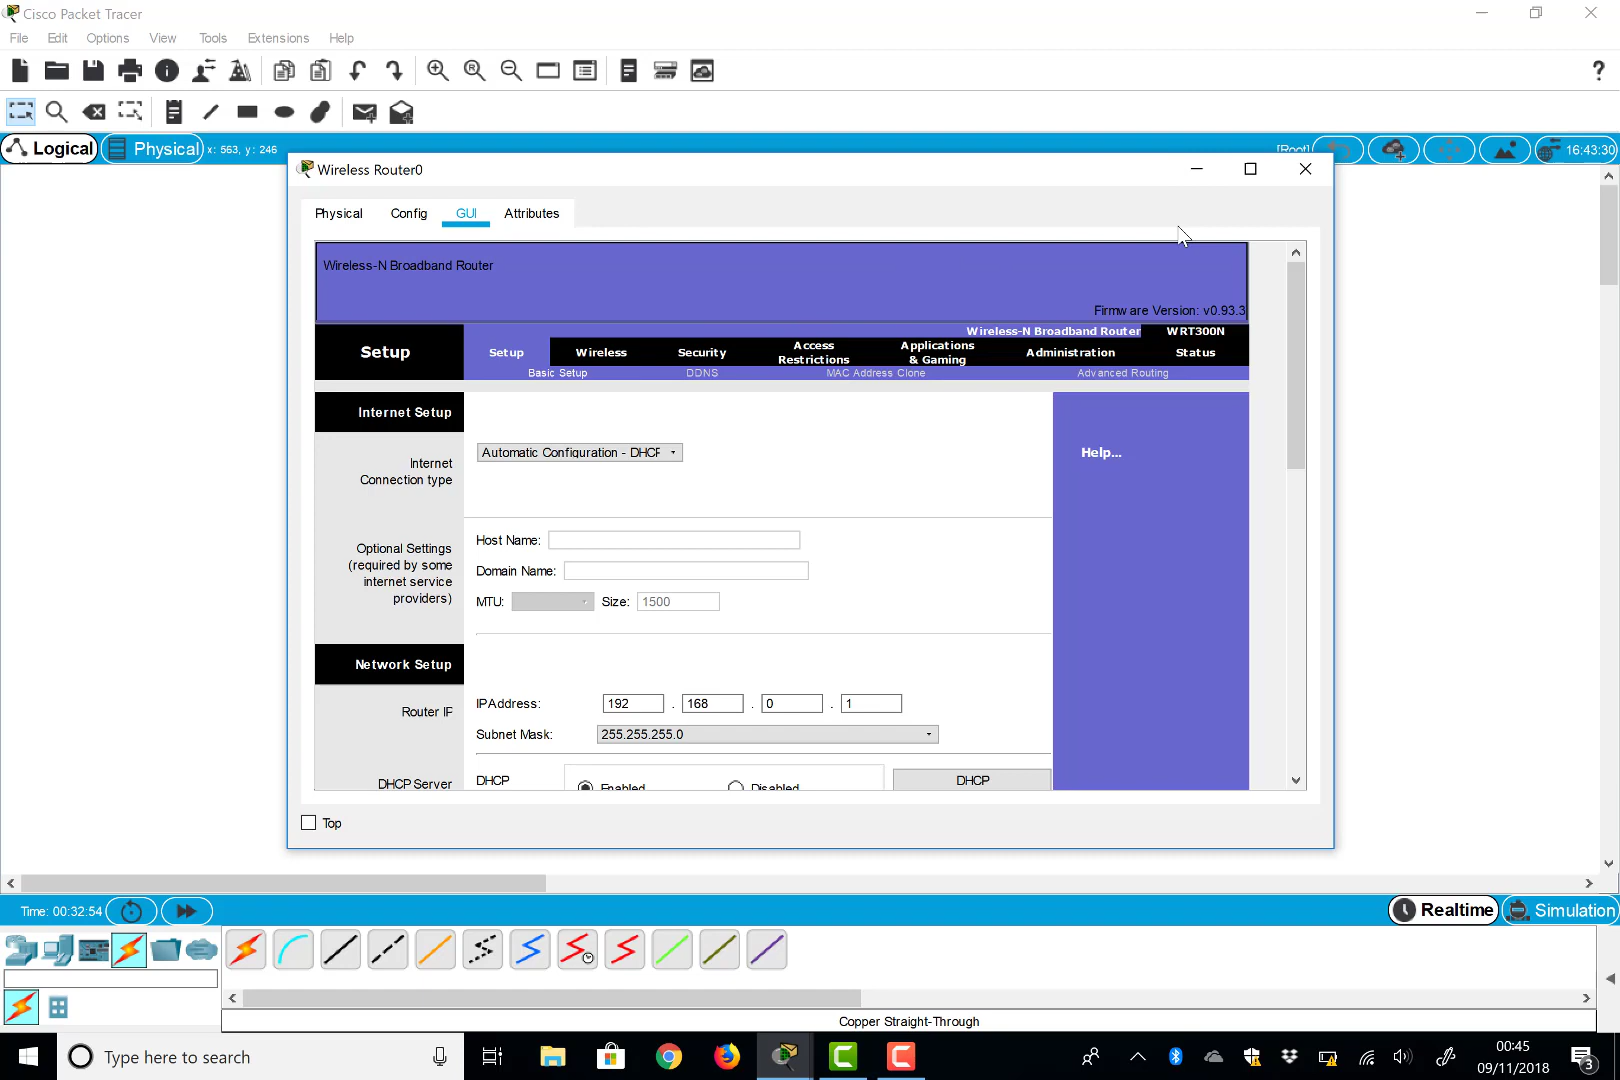 Cisco Packet Tracer
File Edit Options View Tools Extensions Help
?
Logical Physical x: 563, y: 246 [Root] 16:43:30
Wireless Router0
Physical Config GUI Attributes
Wireless-N Broadband Router
Firmware Version: v0.93.3
Wireless-N Broadband Router WRT300N
Setup Setup Wireless Security Access Restrictions Applications & Gaming Administration Status
Basic Setup DDNS MAC Address Clone Advanced Routing
Internet Setup
Automatic Configuration - DHCP
Help...
Internet
Connection type
Host Name:
Optional Settings
(required by some
internet service
providers)
Domain Name:
MTU: Size: 1500
Network Setup
Router IP
IP Address: 192 . 168 . 0 . 1
Subnet Mask: 255.255.255.0
DHCP Server DHCP Enabled Disabled DHCP
Top
Time: 00:32:54 Realtime Simulation
Copper Straight-Through
Type here to search
00:45
09/11/2018
3